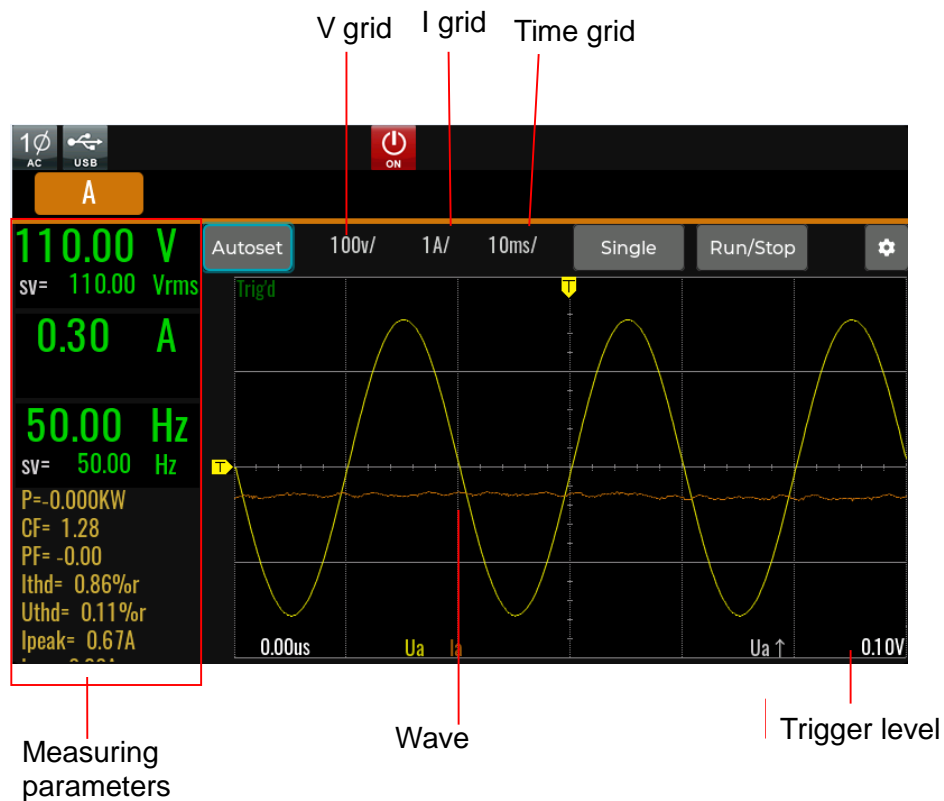 V grid I grid Time grid
1Ø
AC USB ON
A
110.00 V
sv= 110.00 Vrms
0.30 A
50.00 Hz
sv= 50.00 Hz
P=-0.000KW
CF= 1.28
PF= -0.00
Ithd= 0.86%r
Uthd= 0.11%r
Ipeak= 0.67A
Autoset 100v/ 1A/ 10ms/ Single Run/Stop
Trig'd
T
T
0.00us Ua Ia Ua↑ 0.10V
Measuring
parameters
Wave
Trigger level